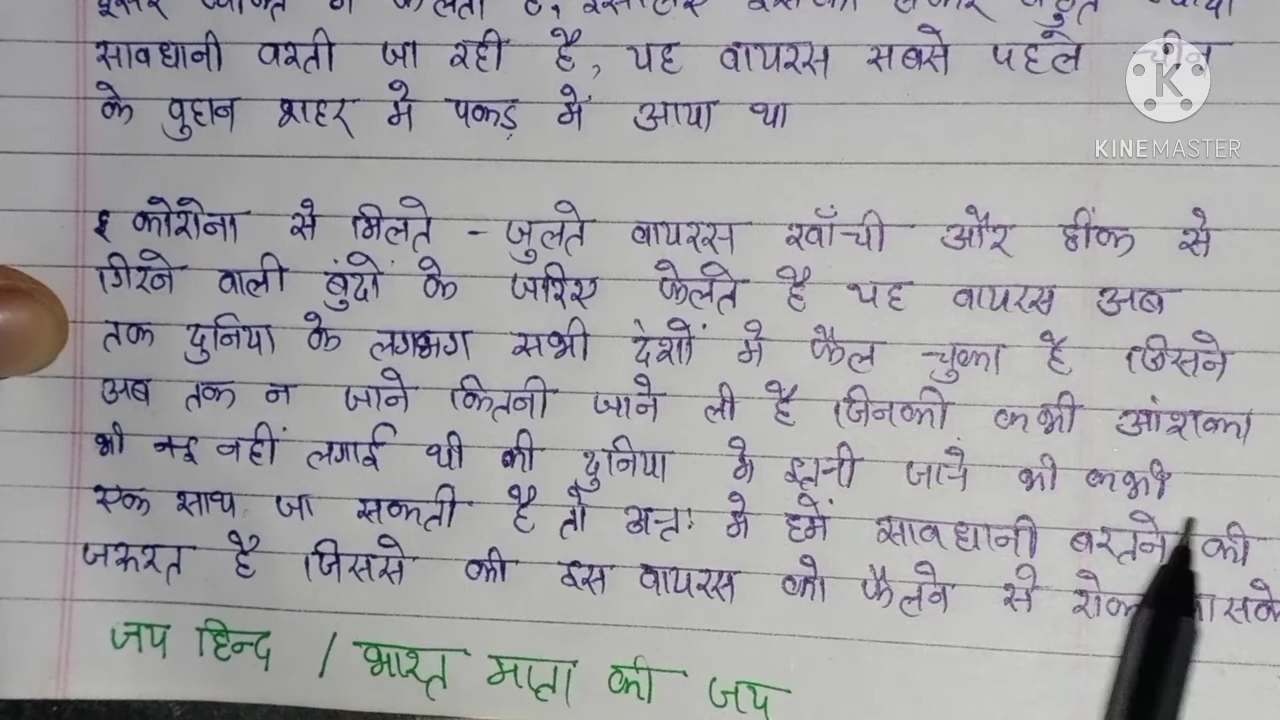 सावधानी वरती जा रही है, यह वायरस सबसे पहले चीन
के वुहान शहर मे पकड़ में आया था
KINEMASTER
कोरोना से मिलते - जुलते वायरस खाँची और छींक से
गिरने वाली बुंदों के जरिए फेलते है यह वायरस अब
तक दुनिया के लगभग सभी देशों मे फैल चुका है जिसने
अब तक न जाने कितनी जाने ली है जिनकी कभी आंशका
भी नहीं लगाई थी की दुनिया मे इतनी जाने भी कभी
एक साथ जा सकती है तो अन्तः मे हमें सावधानी बरतने की
जरुरत है जिससे की इस वायरस को फैलने से रोका जा सके
जय हिन्द / भारत माता की जय